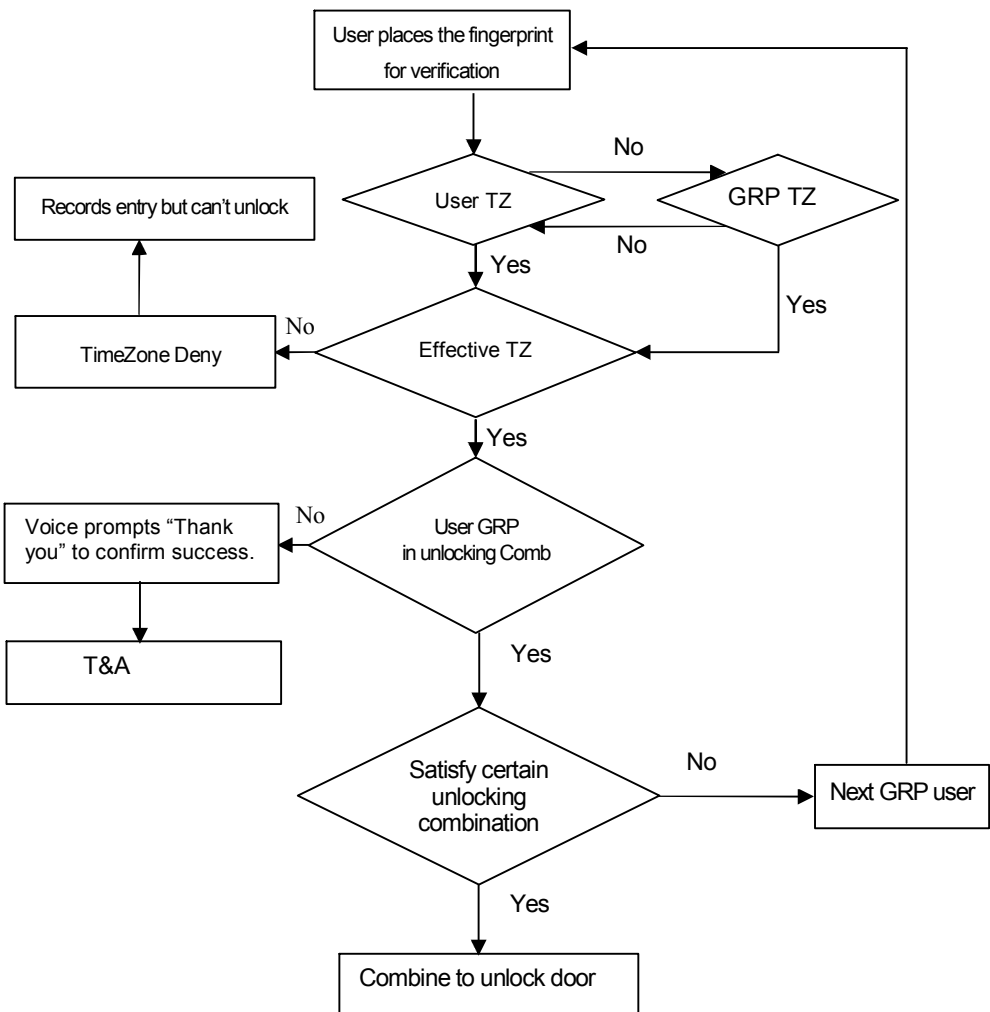 User places the fingerprint
for verification
No
User TZ
GRP TZ
No
Records entry but can't unlock
Yes
Yes
No
TimeZone Deny
Effective TZ
Yes
Voice prompts “Thank
you” to confirm success.
No
User GRP
in unlocking Comb
T&A
Yes
Satisfy certain
unlocking
combination
No
Next GRP user
Yes
Combine to unlock door